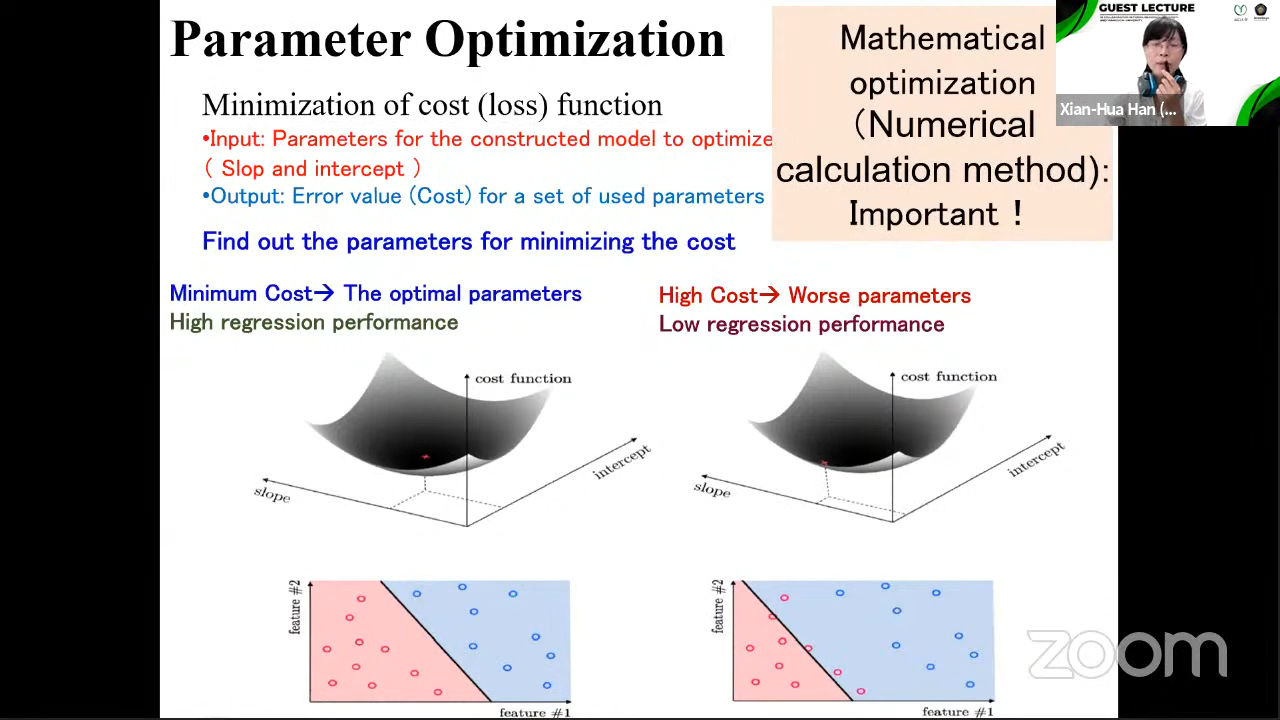 Parameter Optimization
Minimization of cost (loss) function
•Input: Parameters for the constructed model to optimize
( Slop and intercept )
•Output: Error value (Cost) for a set of used parameters
Find out the parameters for minimizing the cost
Mathematical
optimization
(Numerical
calculation method):
Important !
GUEST LECTURE
Xian-Hua Han (...
Minimum Cost→ The optimal parameters
High regression performance
High Cost→ Worse parameters
Low regression performance
cost function
intercept
slope
cost function
intercept
slope
feature #2
feature #1
feature #2
feature #1
zoom